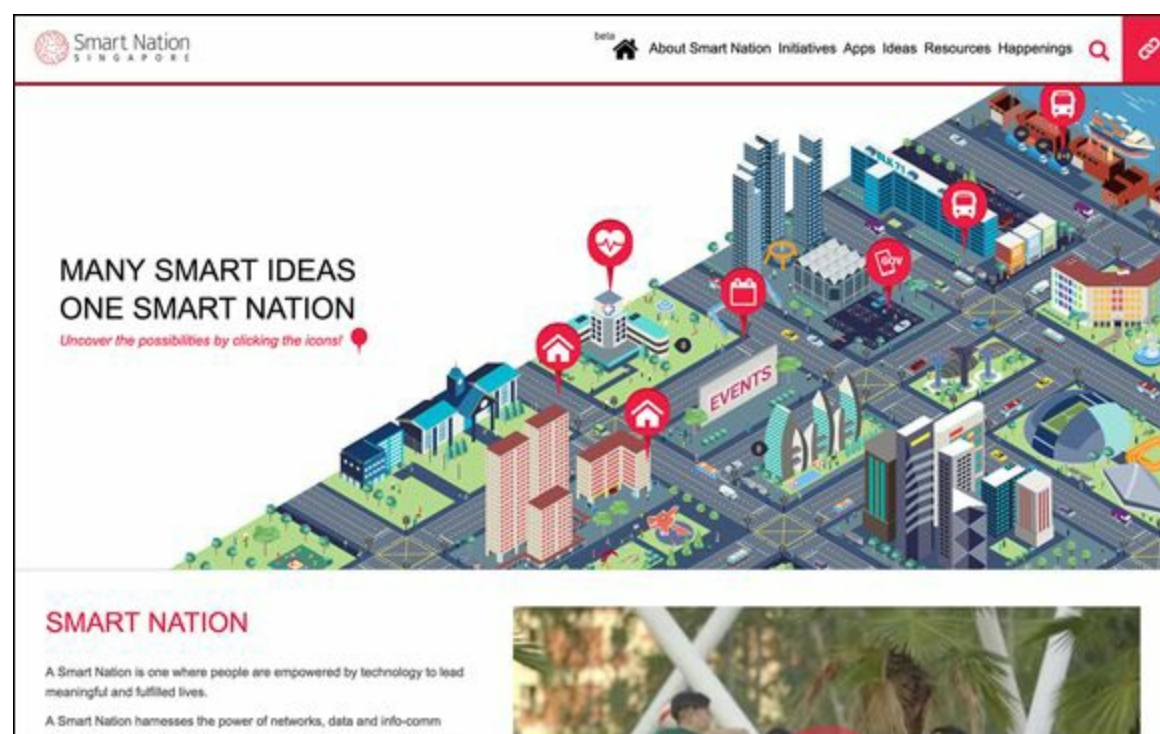 Smart Nation
SINGAPORE
beta
About Smart Nation Initiatives Apps Ideas Resources Happenings
BLK 71
GOV
MANY SMART IDEAS
ONE SMART NATION
Uncover the possibilities by clicking the icons!
EVENTS
SMART NATION
A Smart Nation is one where people are empowered by technology to lead
meaningful and fulfilled lives.
A Smart Nation harnesses the power of networks, data and info-comm